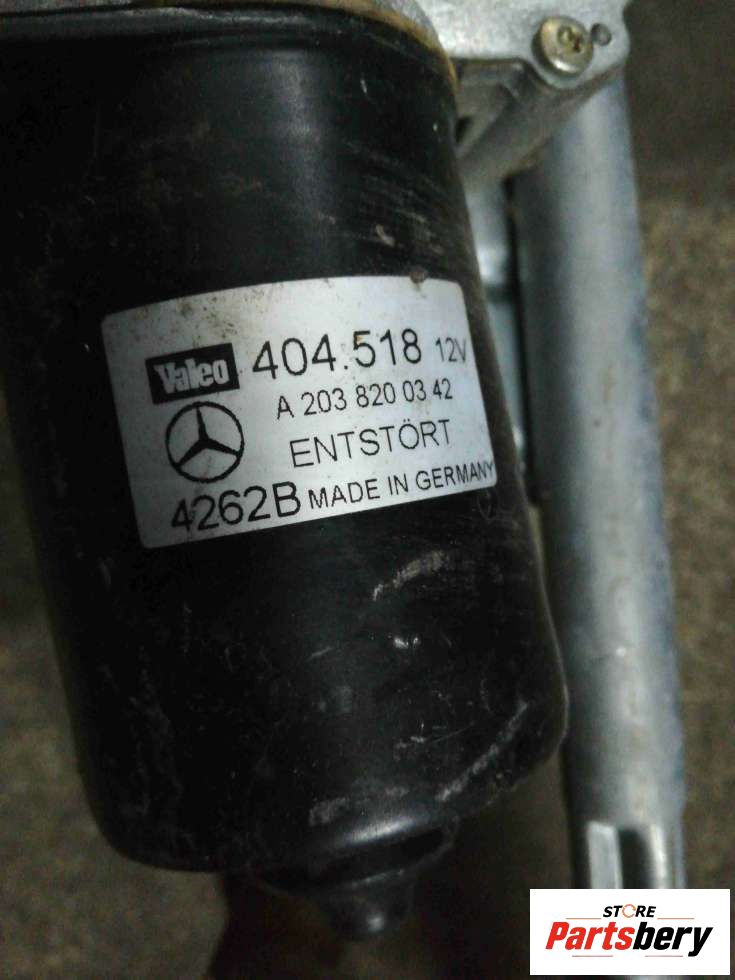 Valeo 404.518 12V
A 203 820 03 42
ENTSTÖRT
4262B MADE IN GERMANY
STORE
Partsbery